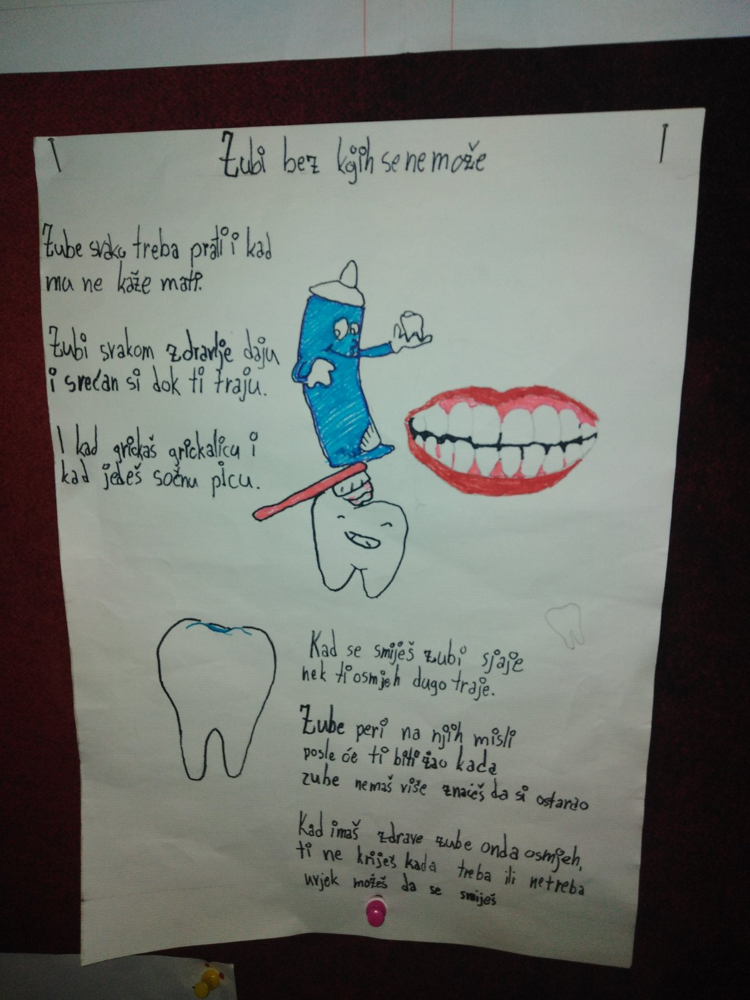 Zubi bez kojih se ne može
Zube svako treba prati i kad
mu ne kaže mati.
Zubi svakom zdravlje daju
i srećan si dok ti traju.
I kad grickaš grickalicu i
kad jedeš sočnu picu.
Kad se smiješ zubi sjaje
nek ti osmjeh dugo traje.
Zube peri na njih misli
posle će ti biti žao kada
zube nemaš više znaćeš da si ostarao
Kad imaš zdrave zube onda osmjeh,
ti ne kriješ kada treba ili netreba
uvjek možeš da se smiješ